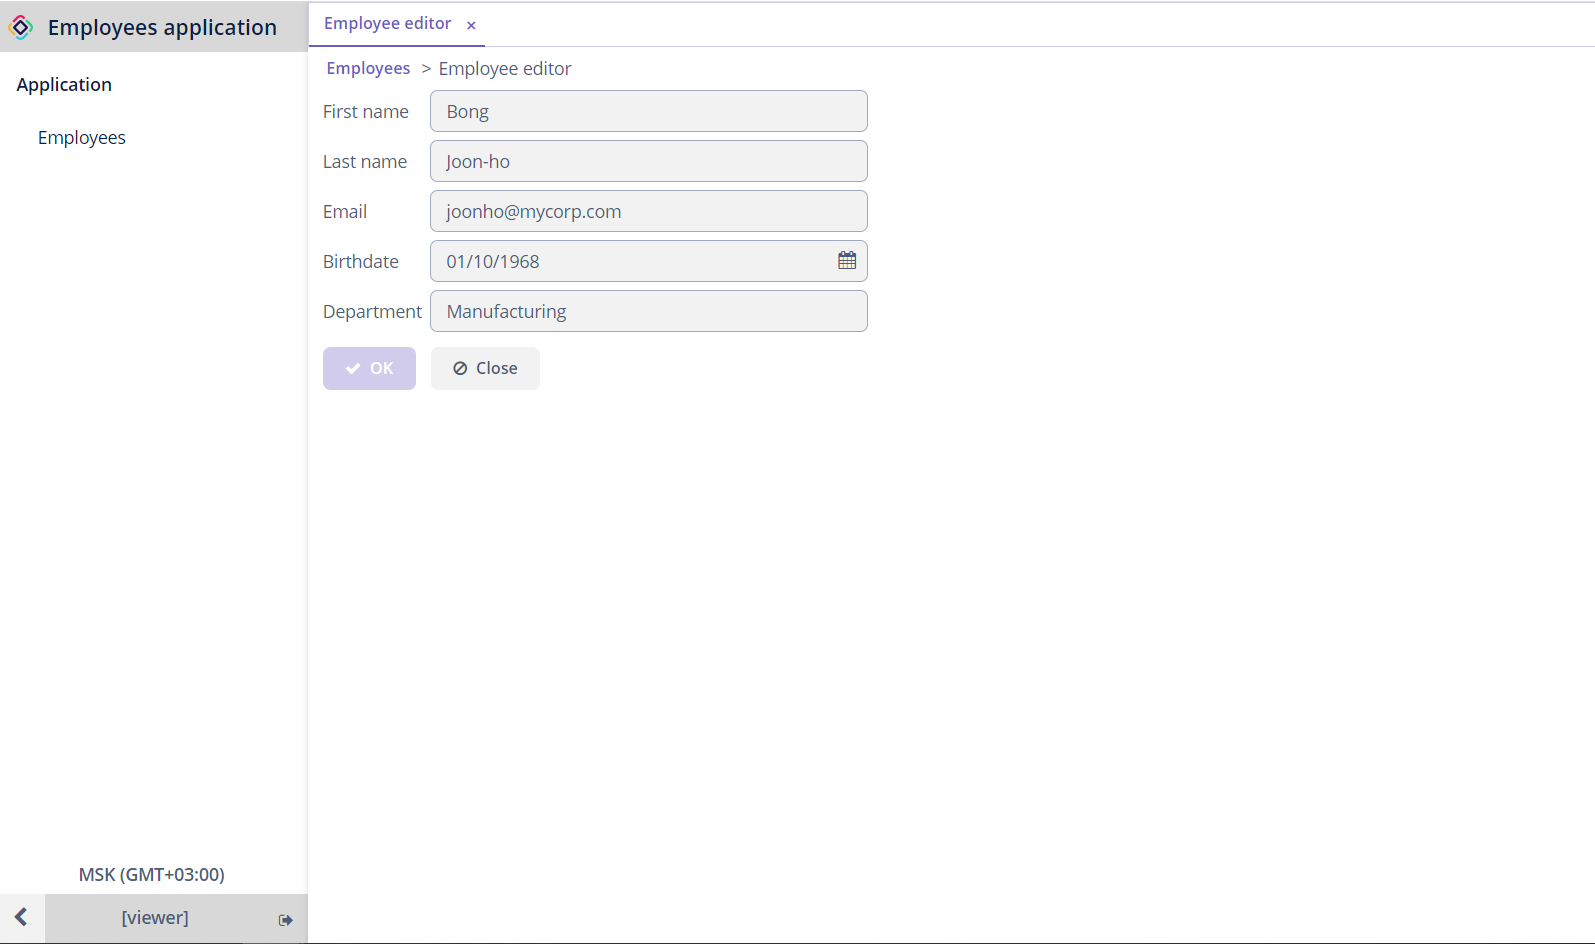 Employees application
Application
Employees
MSK (GMT+03:00)
[viewer]
Employee editor ×
Employees > Employee editor
First name Bong
Last name Joon-ho
Email joonho@mycorp.com
Birthdate 01/10/1968
Department Manufacturing
OK Close